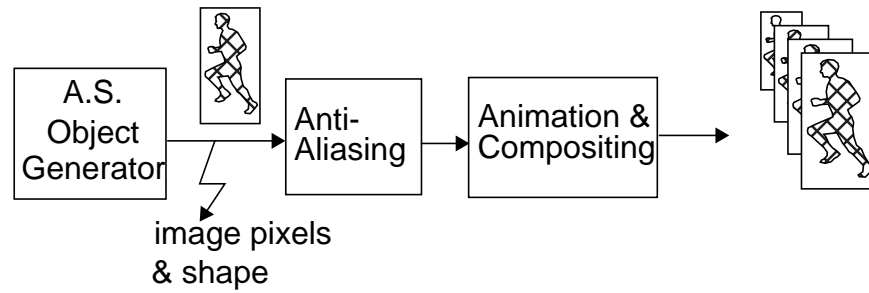 A.S.
Object
Generator
Anti-
Aliasing
Animation &
Compositing
image pixels
& shape